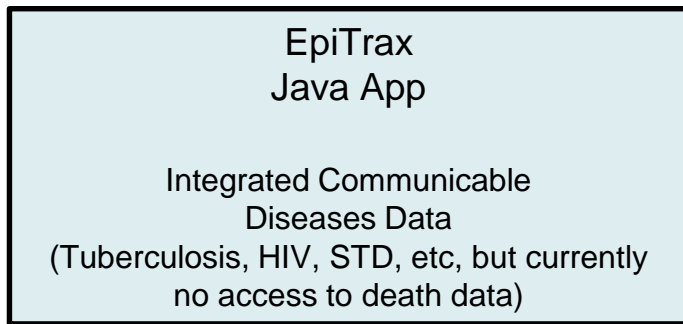 EpiTrax
Java App
Integrated Communicable
Diseases Data
(Tuberculosis, HIV, STD, etc, but currently
no access to death data)